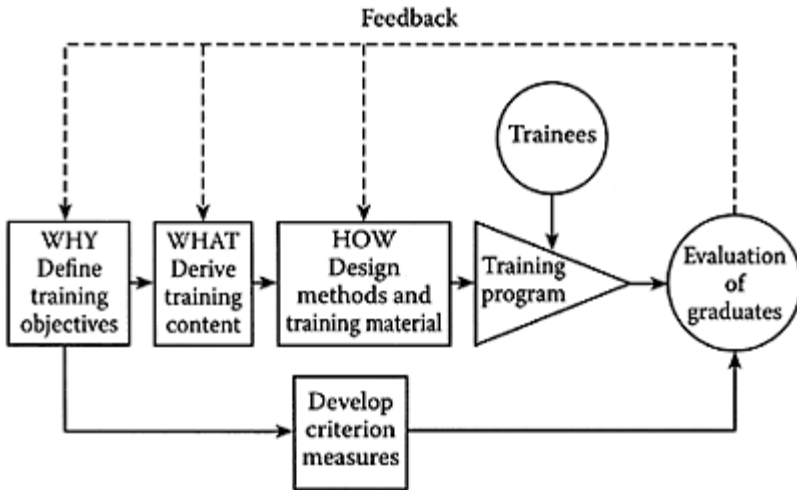 Feedback
Trainees
WHY
Define
training
objectives
WHAT
Derive
training
content
HOW
Design
methods and
training material
Training
program
Evaluation
of
graduates
Develop
criterion
measures